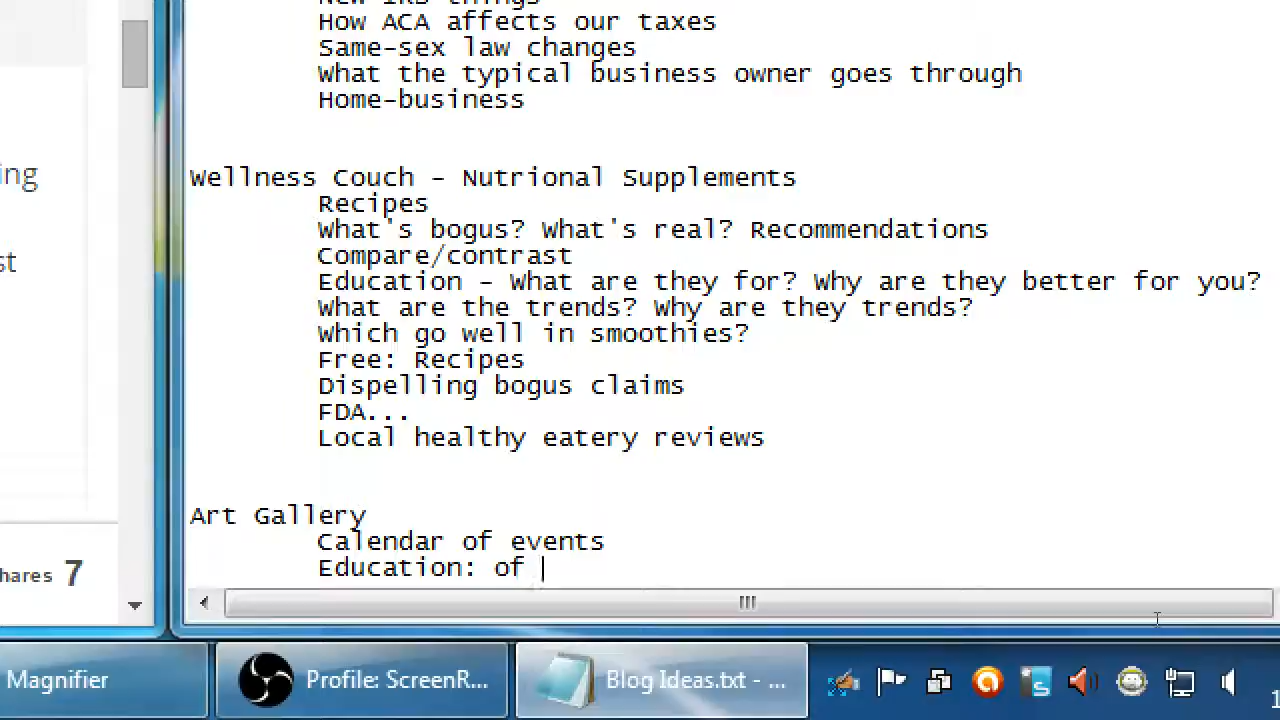 New IRS things
How ACA affects our taxes
Same-sex law changes
What the typical business owner goes through
Home-business
Wellness Couch - Nutrional Supplements
Recipes
What's bogus? What's real? Recommendations
Compare/contrast
Education - What are they for? Why are they better for you?
What are the trends? Why are they trends?
Which go well in smoothies?
Free: Recipes
Dispelling bogus claims
FDA...
Local healthy eatery reviews
Art Gallery
Calendar of events
Education: of
ing
st
hares 7
Magnifier
Profile: ScreenR...
Blog Ideas.txt - ...